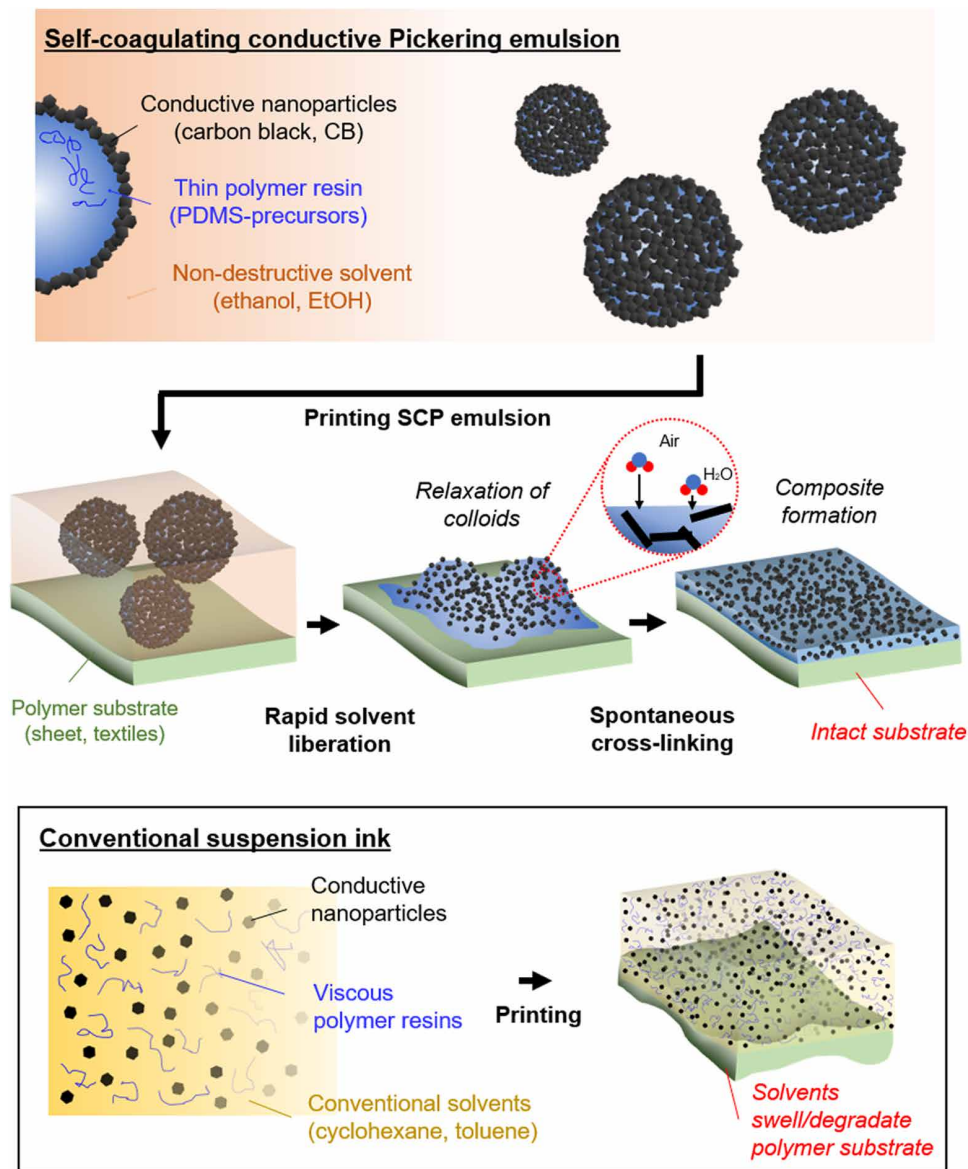 Self-coagulating conductive Pickering emulsion
Conductive nanoparticles
(carbon black, CB)
Thin polymer resin
(PDMS-precursors)
Non-destructive solvent
(ethanol, EtOH)
Printing SCP emulsion
Air
H₂O
Relaxation of
colloids
Composite
formation
Polymer substrate
(sheet, textiles)
Rapid solvent
liberation
Spontaneous
cross-linking
Intact substrate
Conventional suspension ink
Conductive
nanoparticles
Viscous
polymer resins
Printing
Conventional solvents
(cyclohexane, toluene)
Solvents
swell/degradate
polymer substrate